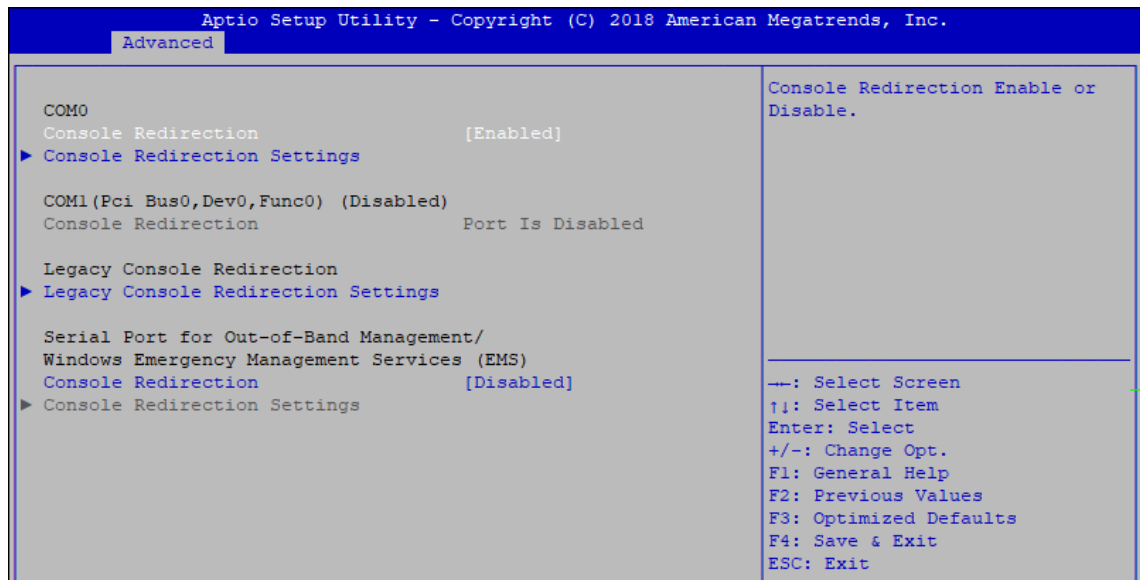 Aptio Setup Utility – Copyright (C) 2018 American Megatrends, Inc.
Advanced
COM0
Console Redirection [Enabled]
► Console Redirection Settings
COM1(Pci Bus0,Dev0,Func0) (Disabled)
Console Redirection Port Is Disabled
Legacy Console Redirection
► Legacy Console Redirection Settings
Serial Port for Out-of-Band Management/
Windows Emergency Management Services (EMS)
Console Redirection [Disabled]
► Console Redirection Settings
Console Redirection Enable or
Disable.
→←: Select Screen
↑↓: Select Item
Enter: Select
+/-: Change Opt.
F1: General Help
F2: Previous Values
F3: Optimized Defaults
F4: Save & Exit
ESC: Exit